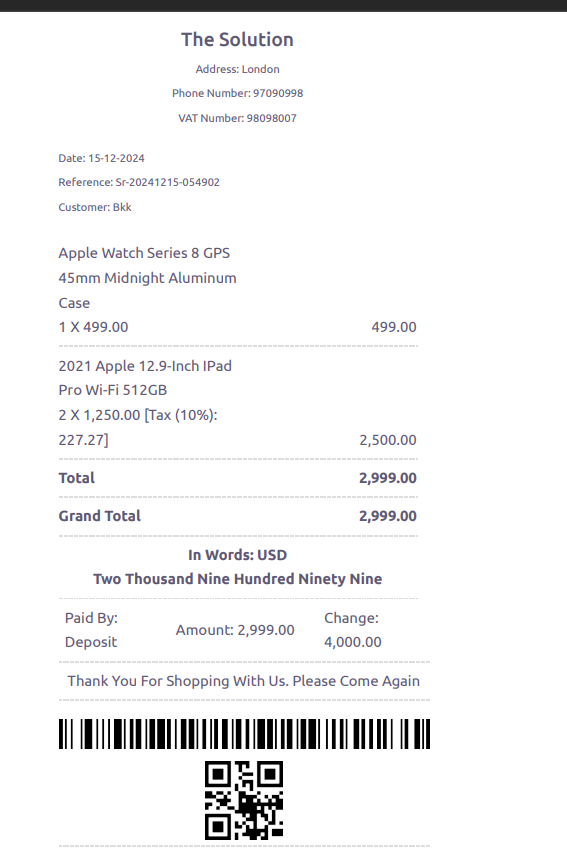 The Solution
Address: London
Phone Number: 97090998
VAT Number: 98098007
Date: 15-12-2024
Reference: Sr-20241215-054902
Customer: Bkk
Apple Watch Series 8 GPS
45mm Midnight Aluminum
Case
1 X 499.00 499.00
2021 Apple 12.9-Inch IPad
Pro Wi-Fi 512GB
2 X 1,250.00 [Tax (10%):
227.27] 2,500.00
Total 2,999.00
Grand Total 2,999.00
In Words: USD
Two Thousand Nine Hundred Ninety Nine
Paid By: Deposit
Amount: 2,999.00
Change: 4,000.00
Thank You For Shopping With Us. Please Come Again